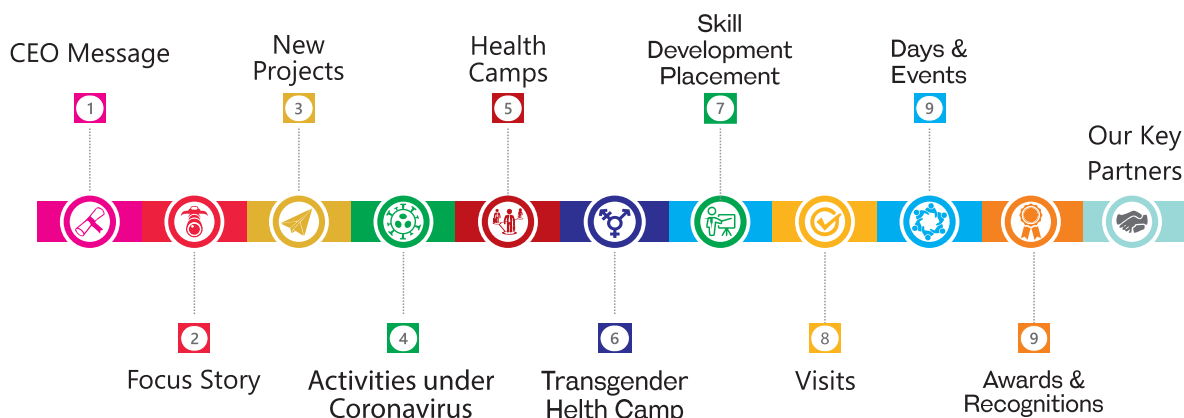 CEO Message
1
2
Focus Story
New
Projects
3
4
Activities under
Coronavirus
Health
Camps
5
6
Transgender
Helth Camp
Skill
Development
Placement
7
8
Visits
Days &
Events
9
9
Awards &
Recognitions
Our Key
Partners